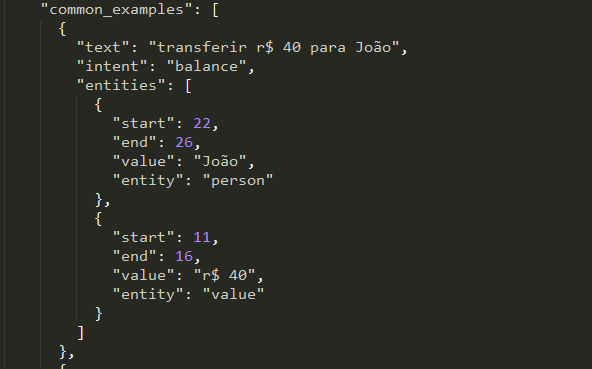 "common_examples": [
{
"text": "transferir r$ 40 para João",
"intent": "balance",
"entities": [
{
"start": 22,
"end": 26,
"value": "João",
"entity": "person"
},
{
"start": 11,
"end": 16,
"value": "r$ 40",
"entity": "value"
}
]
},
{